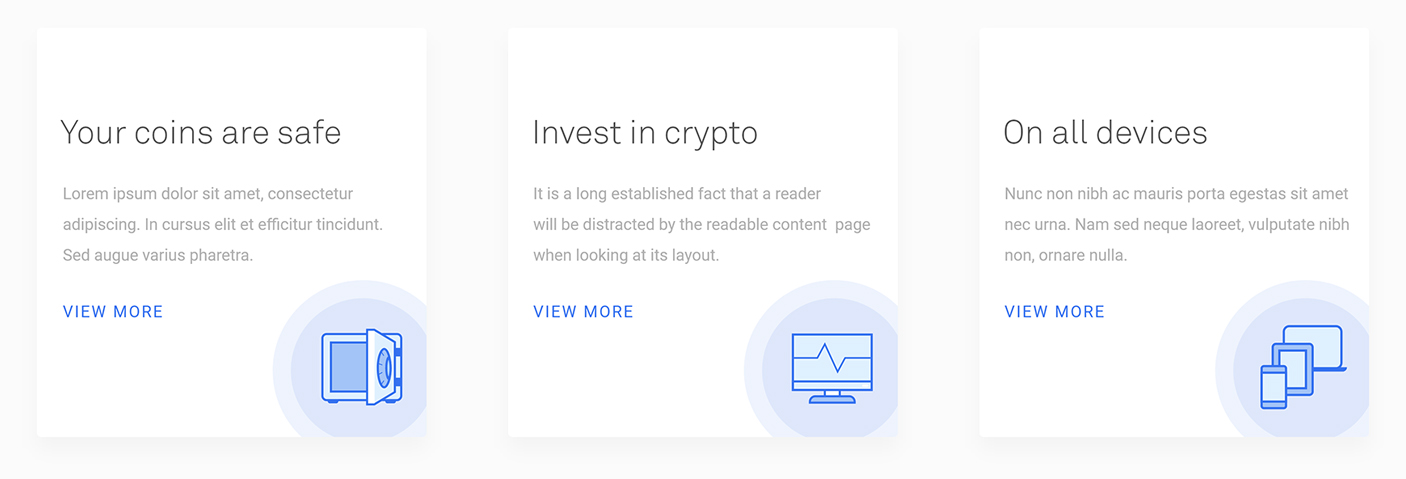 Your coins are safe
Lorem ipsum dolor sit amet, consectetur
adipiscing. In cursus elit et efficitur tincidunt.
Sed augue varius pharetra.
VIEW MORE
Invest in crypto
It is a long established fact that a reader
will be distracted by the readable content  page
when looking at its layout.
VIEW MORE
On all devices
Nunc non nibh ac mauris porta egestas sit amet
nec urna. Nam sed neque laoreet, vulputate nibh
non, ornare nulla.
VIEW MORE